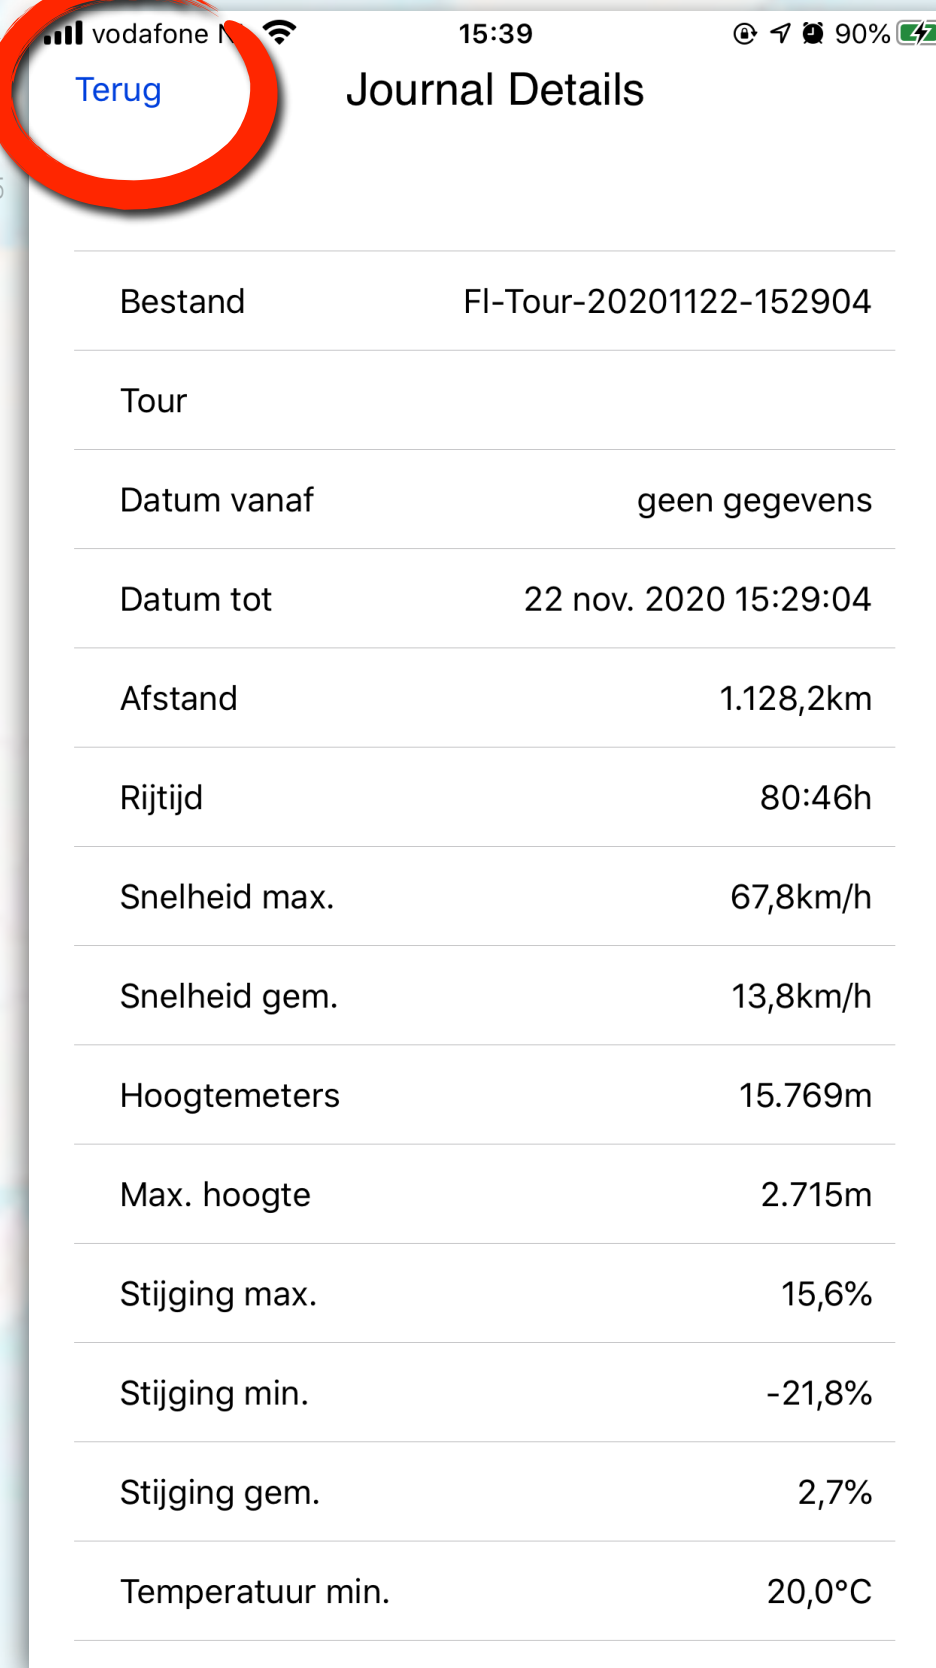 vodafone
15:39
90%
Terug
Journal Details
Bestand Fl-Tour-20201122-152904
Tour
Datum vanaf geen gegevens
Datum tot 22 nov. 2020 15:29:04
Afstand 1.128,2km
Rijtijd 80:46h
Snelheid max. 67,8km/h
Snelheid gem. 13,8km/h
Hoogtemeters 15.769m
Max. hoogte 2.715m
Stijging max. 15,6%
Stijging min. -21,8%
Stijging gem. 2,7%
Temperatuur min. 20,0°C